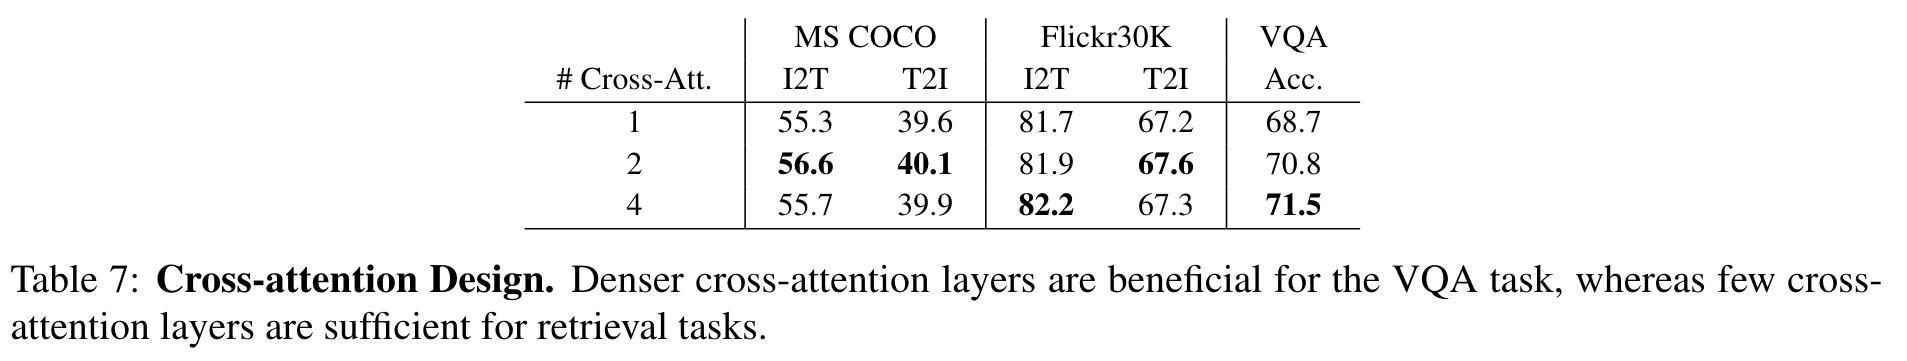 MS COCO Flickr30K VQA
# Cross-Att. I2T T2I I2T T2I Acc.
1 55.3 39.6 81.7 67.2 68.7
2 56.6 40.1 81.9 67.6 70.8
4 55.7 39.9 82.2 67.3 71.5
Table 7: Cross-attention Design. Denser cross-attention layers are beneficial for the VQA task, whereas few cross-
attention layers are sufficient for retrieval tasks.